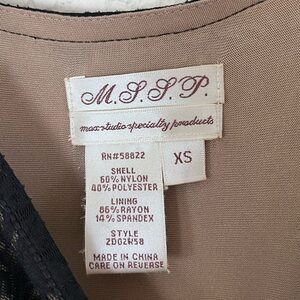 M.S.S.P.
max studio specialty products
RN#58822
XS
SHELL
60% NYLON
40% POLYESTER
LINING
86% RAYON
14% SPANDEX
STYLE
ZD0ZW58
MADE IN CHINA
CARE ON REVERSE